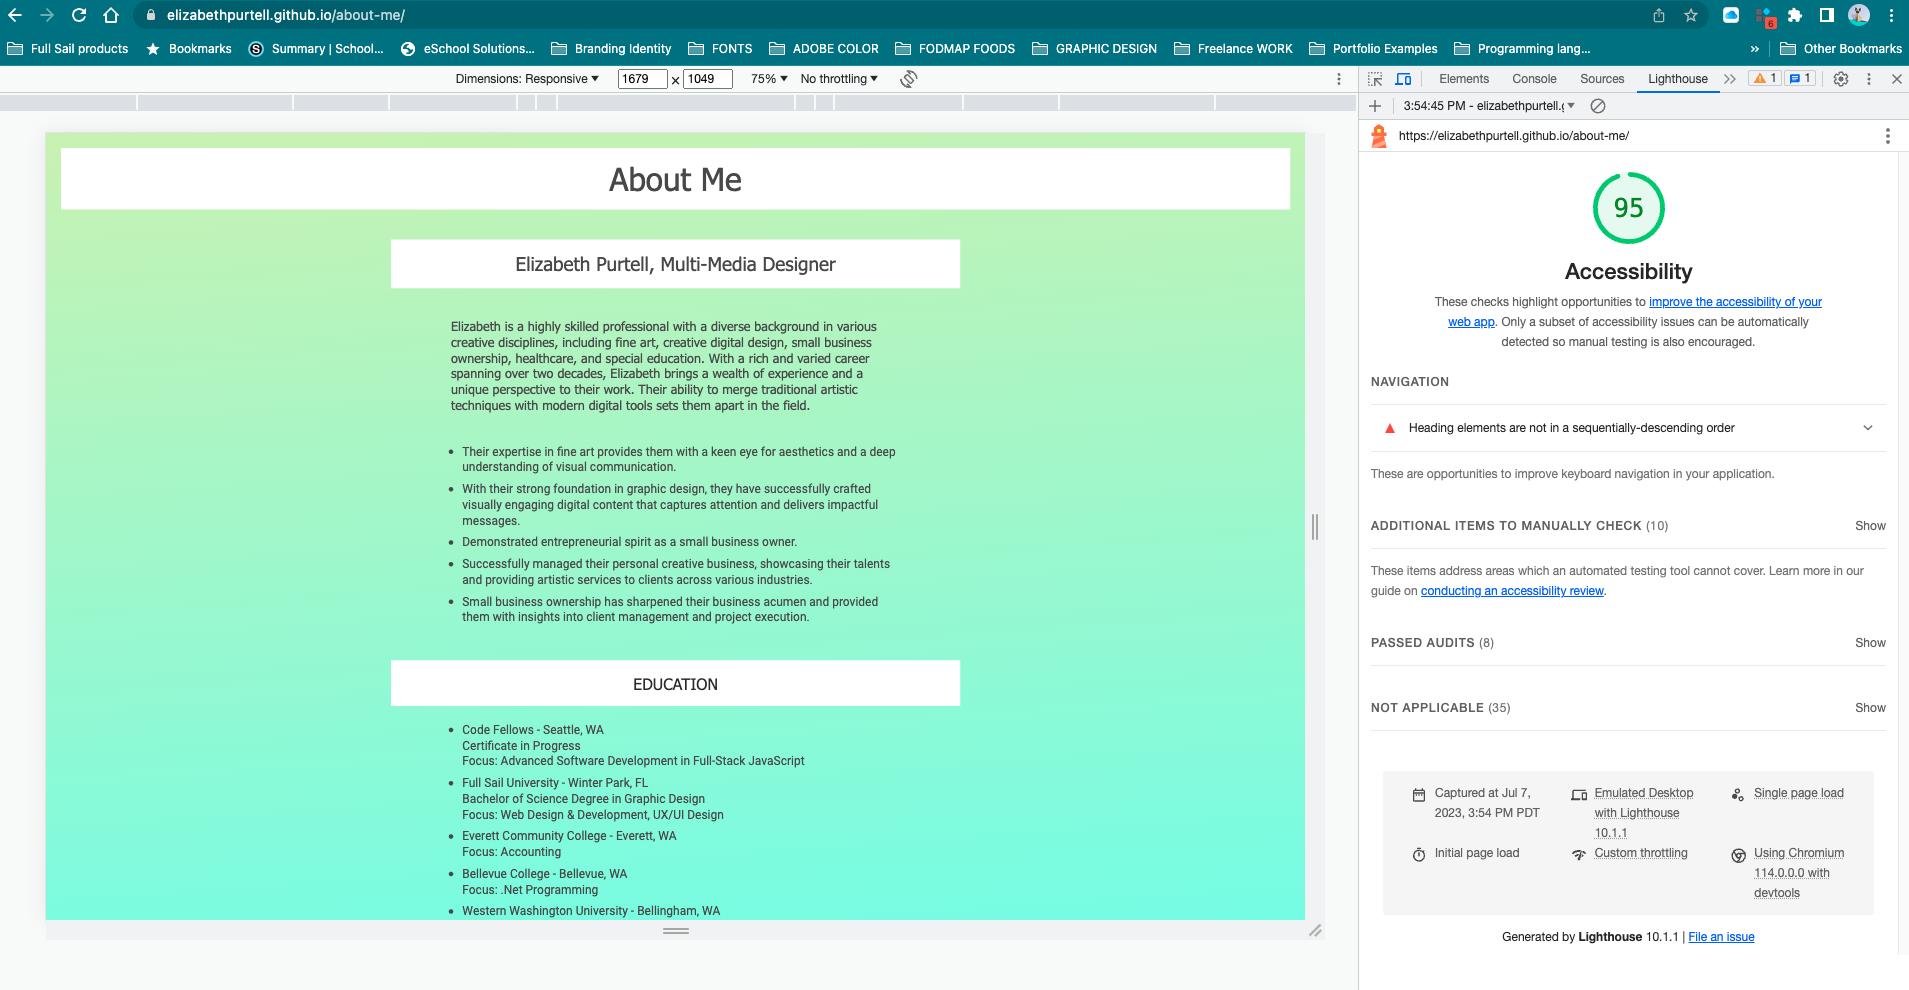 elizabethpurtell.github.io/about-me/
6
Full Sail products
Bookmarks
S
Summary | School...
eSchool Solutions...
Branding Identity
FONTS
ADOBE COLOR
FODMAP FOODS
GRAPHIC DESIGN
Freelance WORK
Portfolio Examples
Programming lang...
»
Other Bookmarks
Dimensions: Responsive ▼ 1679 x 1049 75% ▼ No throttling ▼
Elements Console Sources Lighthouse 1 1
3:54:45 PM - elizabethpurtell.g ▼
https://elizabethpurtell.github.io/about-me/
About Me
Elizabeth Purtell, Multi-Media Designer
Elizabeth is a highly skilled professional with a diverse background in various
creative disciplines, including fine art, creative digital design, small business
ownership, healthcare, and special education. With a rich and varied career
spanning over two decades, Elizabeth brings a wealth of experience and a
unique perspective to their work. Their ability to merge traditional artistic
techniques with modern digital tools sets them apart in the field.
• Their expertise in fine art provides them with a keen eye for aesthetics and a deep
understanding of visual communication.
• With their strong foundation in graphic design, they have successfully crafted
visually engaging digital content that captures attention and delivers impactful
messages.
• Demonstrated entrepreneurial spirit as a small business owner.
• Successfully managed their personal creative business, showcasing their talents
and providing artistic services to clients across various industries.
• Small business ownership has sharpened their business acumen and provided
them with insights into client management and project execution.
EDUCATION
• Code Fellows - Seattle, WA
Certificate in Progress
Focus: Advanced Software Development in Full-Stack JavaScript
• Full Sail University - Winter Park, FL
Bachelor of Science Degree in Graphic Design
Focus: Web Design & Development, UX/UI Design
• Everett Community College - Everett, WA
Focus: Accounting
• Bellevue College - Bellevue, WA
Focus: .Net Programming
• Western Washington University - Bellingham, WA
95
Accessibility
These checks highlight opportunities to improve the accessibility of your
web app. Only a subset of accessibility issues can be automatically
detected so manual testing is also encouraged.
NAVIGATION
Heading elements are not in a sequentially-descending order
These are opportunities to improve keyboard navigation in your application.
ADDITIONAL ITEMS TO MANUALLY CHECK (10) Show
These items address areas which an automated testing tool cannot cover. Learn more in our
guide on conducting an accessibility review.
PASSED AUDITS (8) Show
NOT APPLICABLE (35) Show
Captured at Jul 7,
2023, 3:54 PM PDT
Emulated Desktop
with Lighthouse
10.1.1
Single page load
Initial page load
Custom throttling
Using Chromium
114.0.0.0 with
devtools
Generated by Lighthouse 10.1.1 | File an issue